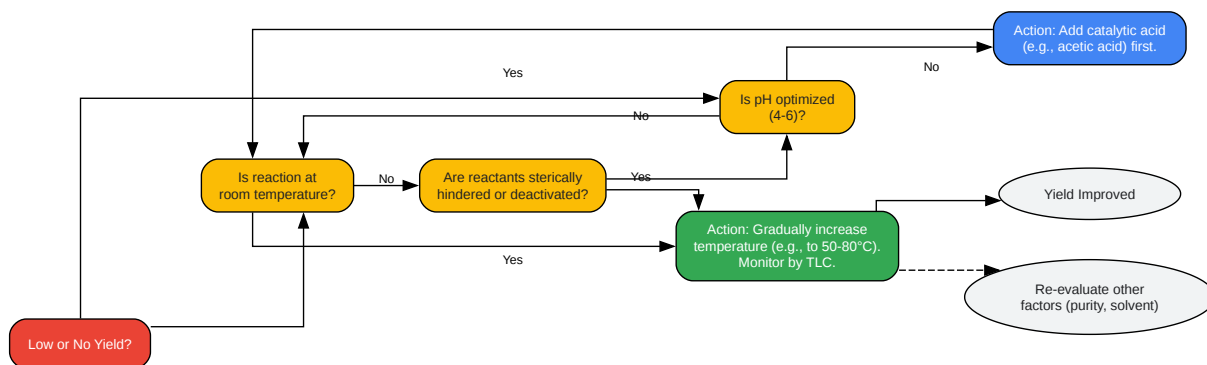 Action: Add catalytic acid
(e.g., acetic acid) first.
No
Yes
Is pH optimized
(4-6)?
No
Is reaction at
room temperature?
No
Are reactants sterically
hindered or deactivated?
Yes
Yield Improved
Action: Gradually increase
temperature (e.g., to 50-80°C).
Monitor by TLC.
Yes
Re-evaluate other
factors (purity, solvent)
Low or No Yield?